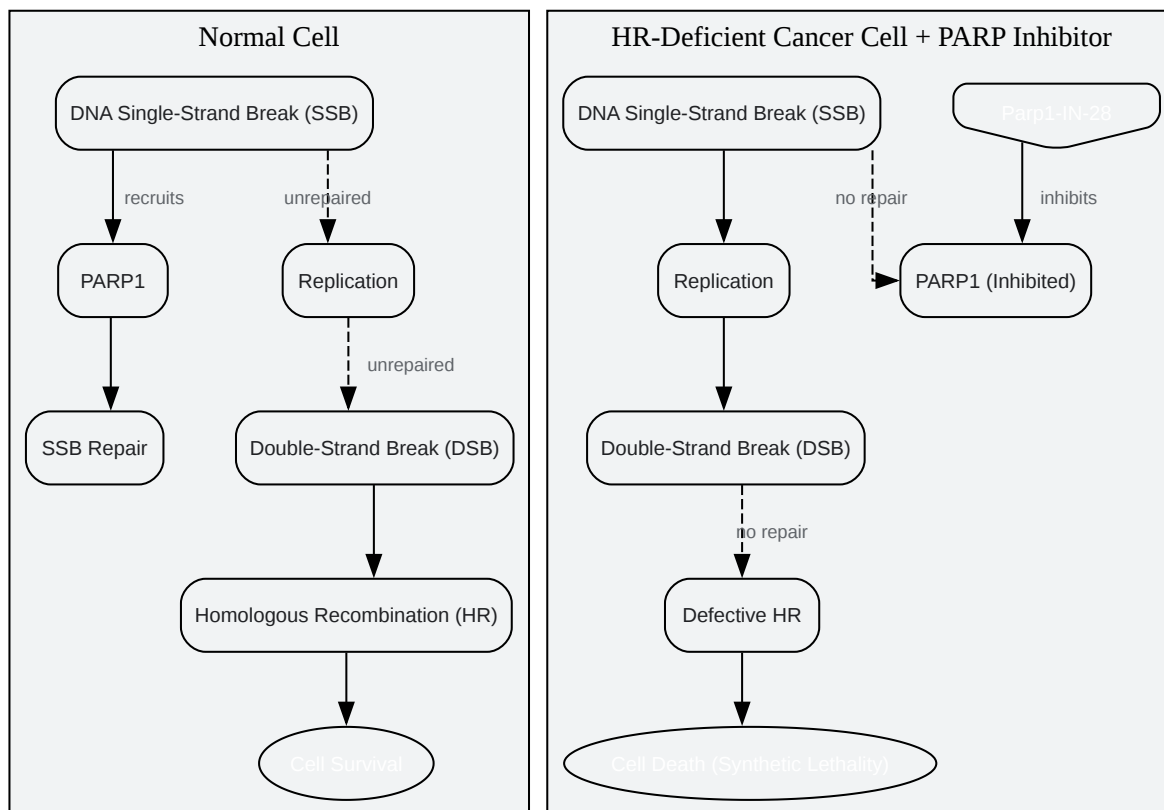 Normal Cell
DNA Single-Strand Break (SSB)
recruits
unrepaired
PARP1
Replication
unrepaired
SSB Repair
Double-Strand Break (DSB)
Homologous Recombination (HR)
Cell Survival
HR-Deficient Cancer Cell + PARP Inhibitor
DNA Single-Strand Break (SSB)
Parp1-IN-28
no repair
inhibits
Replication
PARP1 (Inhibited)
Double-Strand Break (DSB)
no repair
Defective HR
Cell Death (Synthetic Lethality)